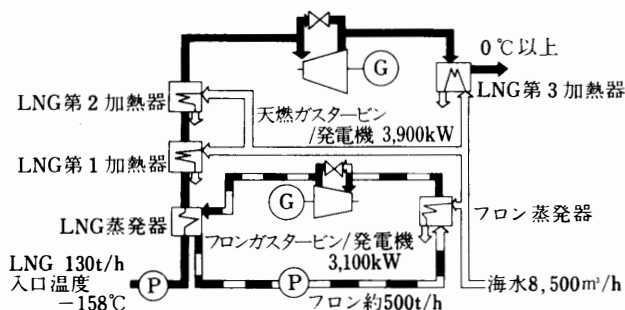 0℃以上
G
LNG第3加熱器
LNG第2加熱器
天燃ガスタービン
/発電機 3,900kW
LNG第1加熱器
G
LNG蒸発器
フロンガスタービン/発電機
3,100kW
フロン蒸発器
LNG 130t/h
入口温度
−158℃
P
P
フロン約500t/h
海水8,500㎥/h